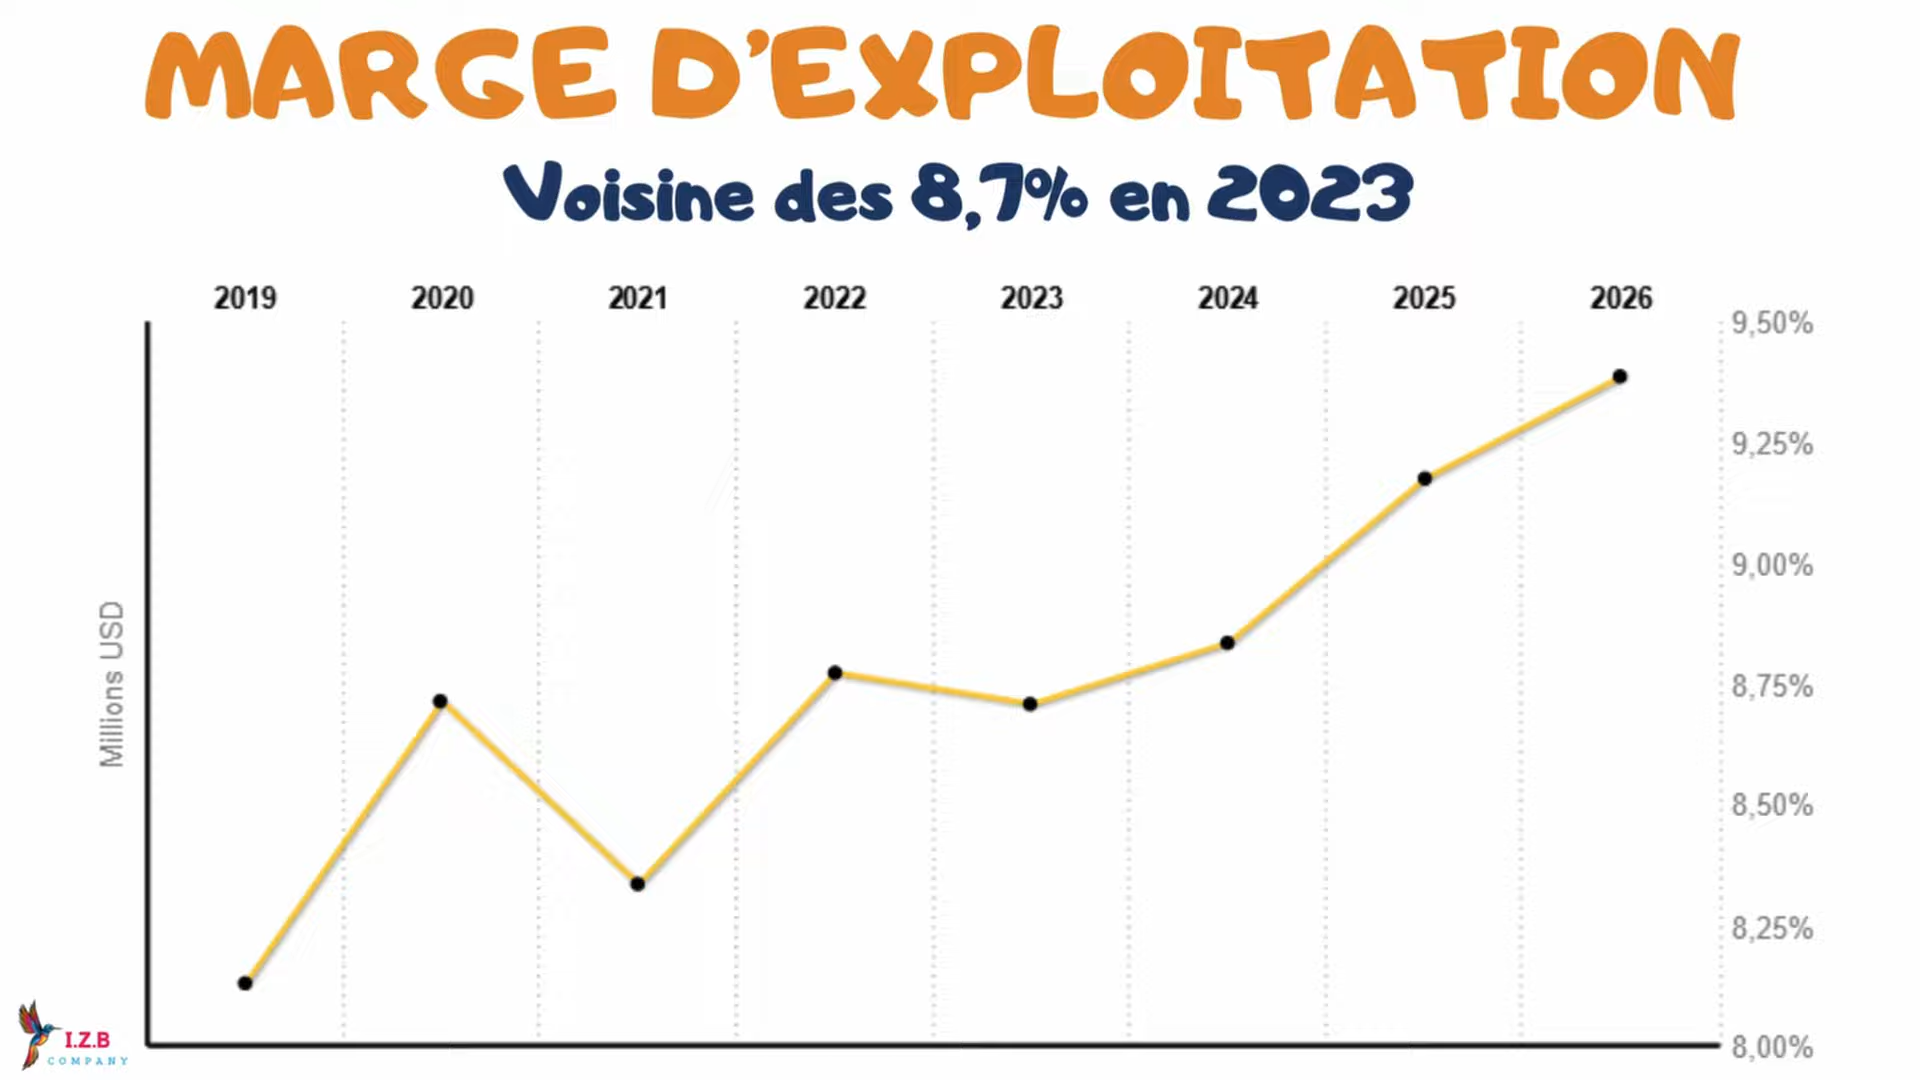 MARGE D'EXPLOITATION
Voisine des 8,7% en 2023
2019 2020 2021 2022 2023 2024 2025 2026
9,50%
9,25%
9,00%
8,75%
8,50%
8,25%
8,00%
Millions USD
I.Z.B
COMPANY